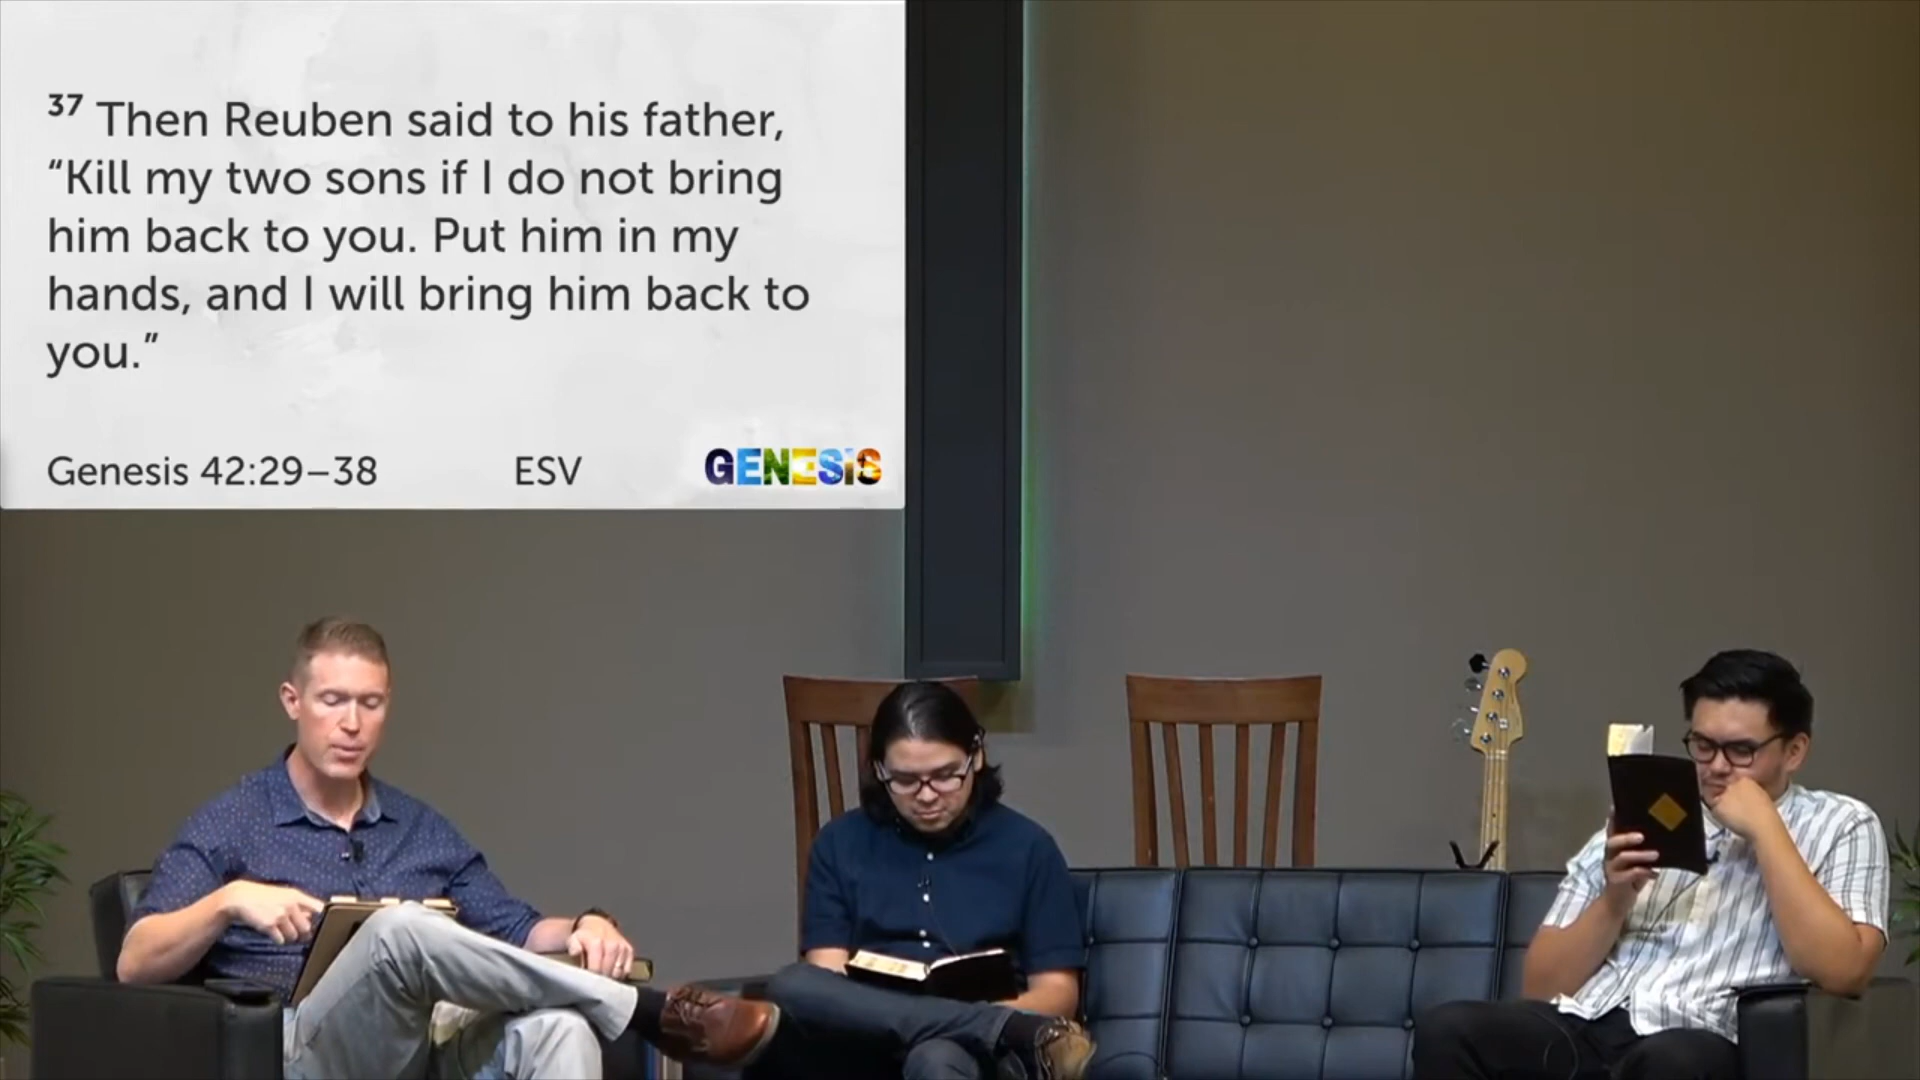 37 Then Reuben said to his father,
“Kill my two sons if I do not bring
him back to you. Put him in my
hands, and I will bring him back to
you.”
Genesis 42:29–38 ESV GENESIS